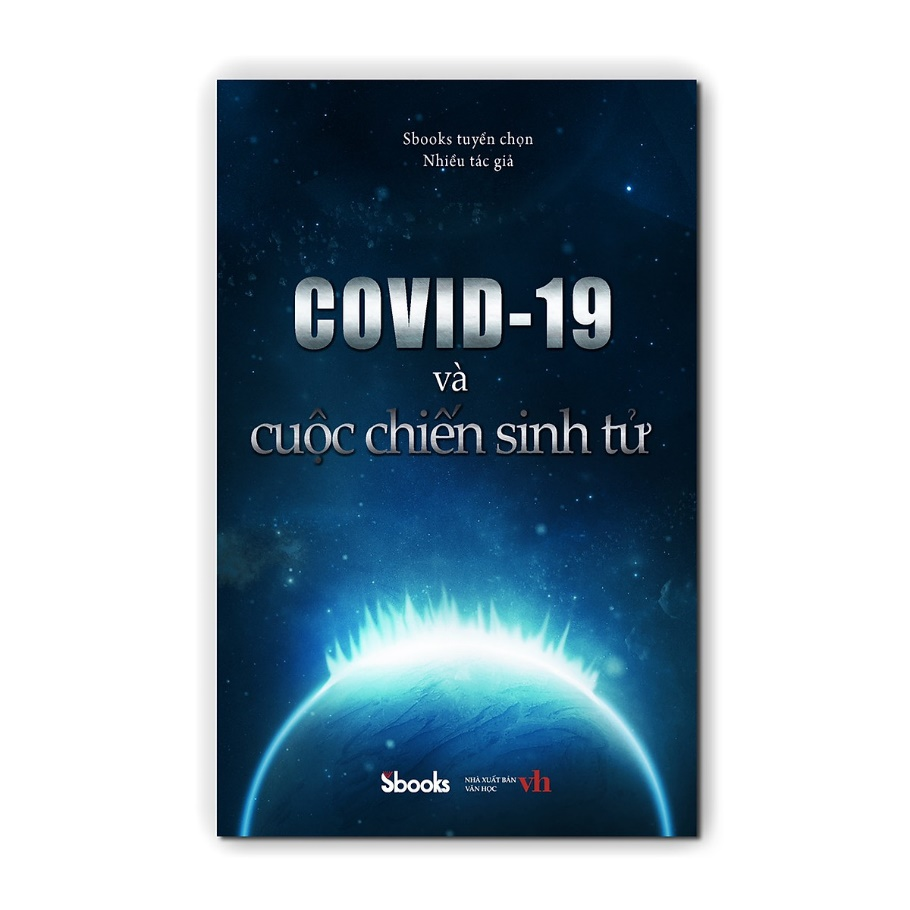 Sbooks tuyển chọn
Nhiều tác giả
COVID-19
và
cuộc chiến sinh tử
Sbooks
NHÀ XUẤT BẢN
VĂN HỌC
vh